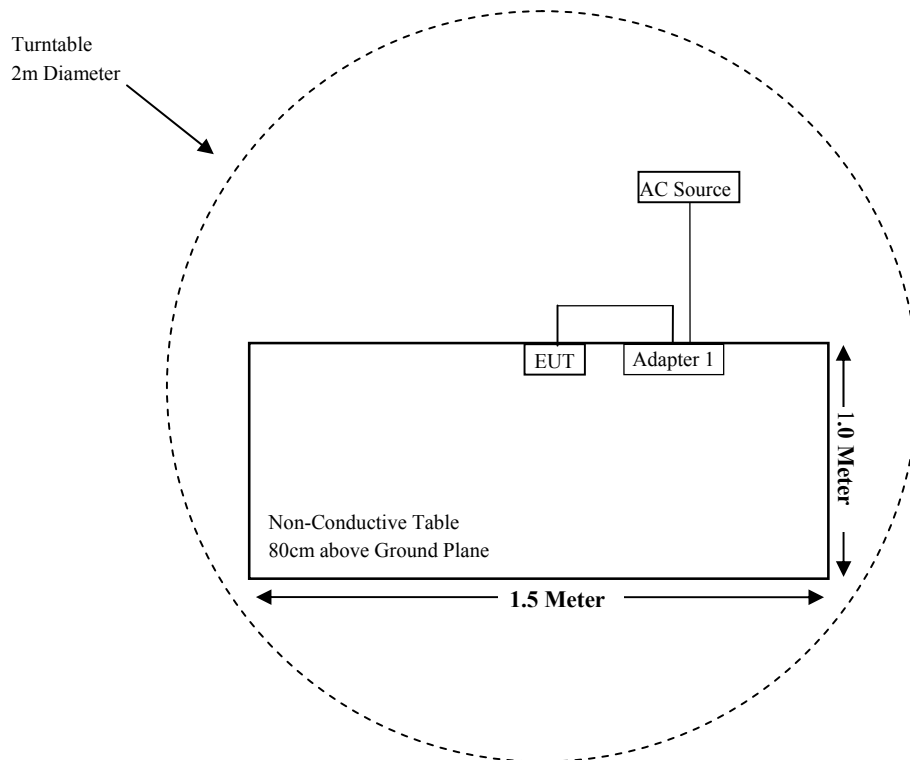 Turntable
2m Diameter
AC Source
EUT
Adapter 1
1.0 Meter
Non-Conductive Table
80cm above Ground Plane
1.5 Meter